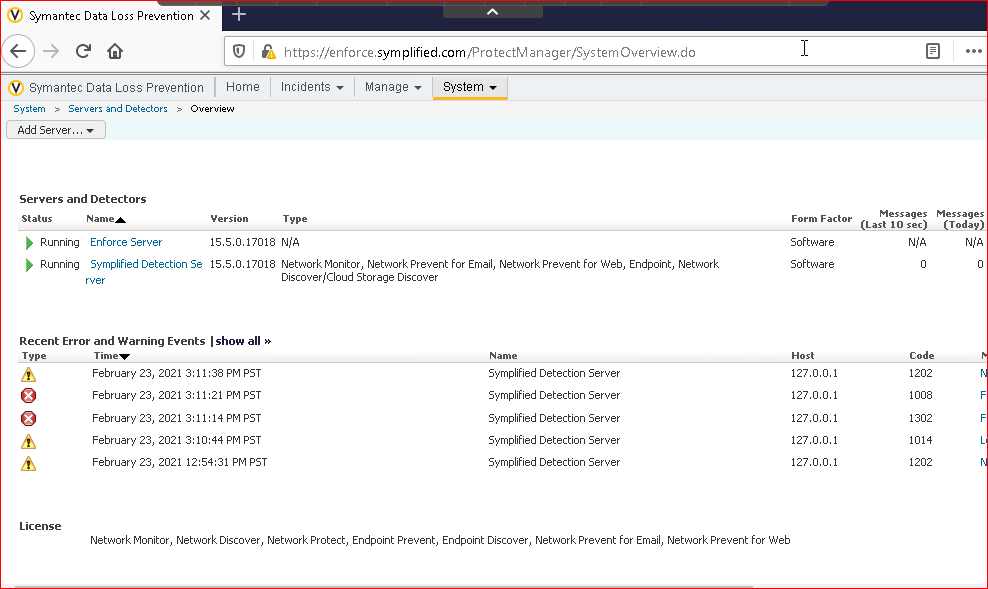 Symantec Data Loss Prevention
https://enforce.symplified.com/ProtectManager/SystemOverview.do
Symantec Data Loss Prevention Home Incidents Manage System
System > Servers and Detectors > Overview
Add Server...
Servers and Detectors
Status Name Version Type Form Factor Messages (Last 10 sec) Messages (Today)
Running Enforce Server 15.5.0.17018 N/A Software N/A N/A
Running Symplified Detection Se 15.5.0.17018 Network Monitor, Network Prevent for Email, Network Prevent for Web, Endpoint, Network Software 0 0
rver Discover/Cloud Storage Discover
Recent Error and Warning Events | show all »
Type Time Name Host Code M
February 23, 2021 3:11:38 PM PST Symplified Detection Server 127.0.0.1 1202 N
February 23, 2021 3:11:21 PM PST Symplified Detection Server 127.0.0.1 1008 F
February 23, 2021 3:11:14 PM PST Symplified Detection Server 127.0.0.1 1302 F
February 23, 2021 3:10:44 PM PST Symplified Detection Server 127.0.0.1 1014 Lo
February 23, 2021 12:54:31 PM PST Symplified Detection Server 127.0.0.1 1202 N
License
Network Monitor, Network Discover, Network Protect, Endpoint Prevent, Endpoint Discover, Network Prevent for Email, Network Prevent for Web